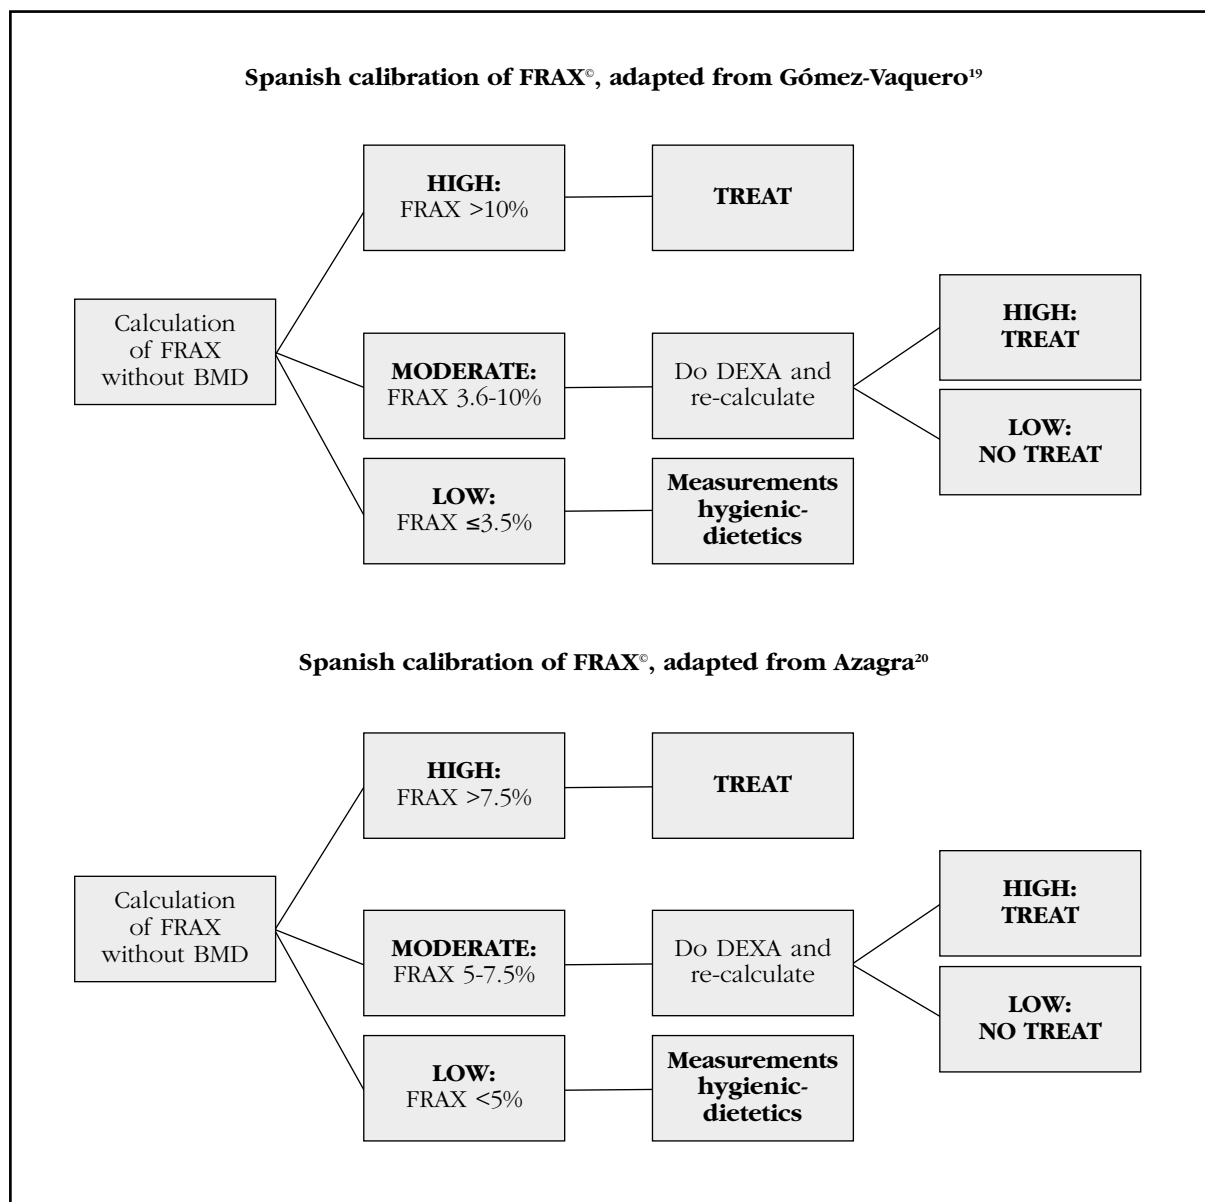 Spanish calibration of FRAX©, adapted from Gómez-Vaquero¹⁹
HIGH:
FRAX >10%
TREAT
Calculation
of FRAX
without BMD
MODERATE:
FRAX 3.6-10%
Do DEXA and
re-calculate
HIGH:
TREAT
LOW:
NO TREAT
LOW:
FRAX ≤3.5%
Measurements
hygienic-
dietetics
Spanish calibration of FRAX©, adapted from Azagra²⁰
HIGH:
FRAX >7.5%
TREAT
Calculation
of FRAX
without BMD
MODERATE:
FRAX 5-7.5%
Do DEXA and
re-calculate
HIGH:
TREAT
LOW:
NO TREAT
LOW:
FRAX <5%
Measurements
hygienic-
dietetics